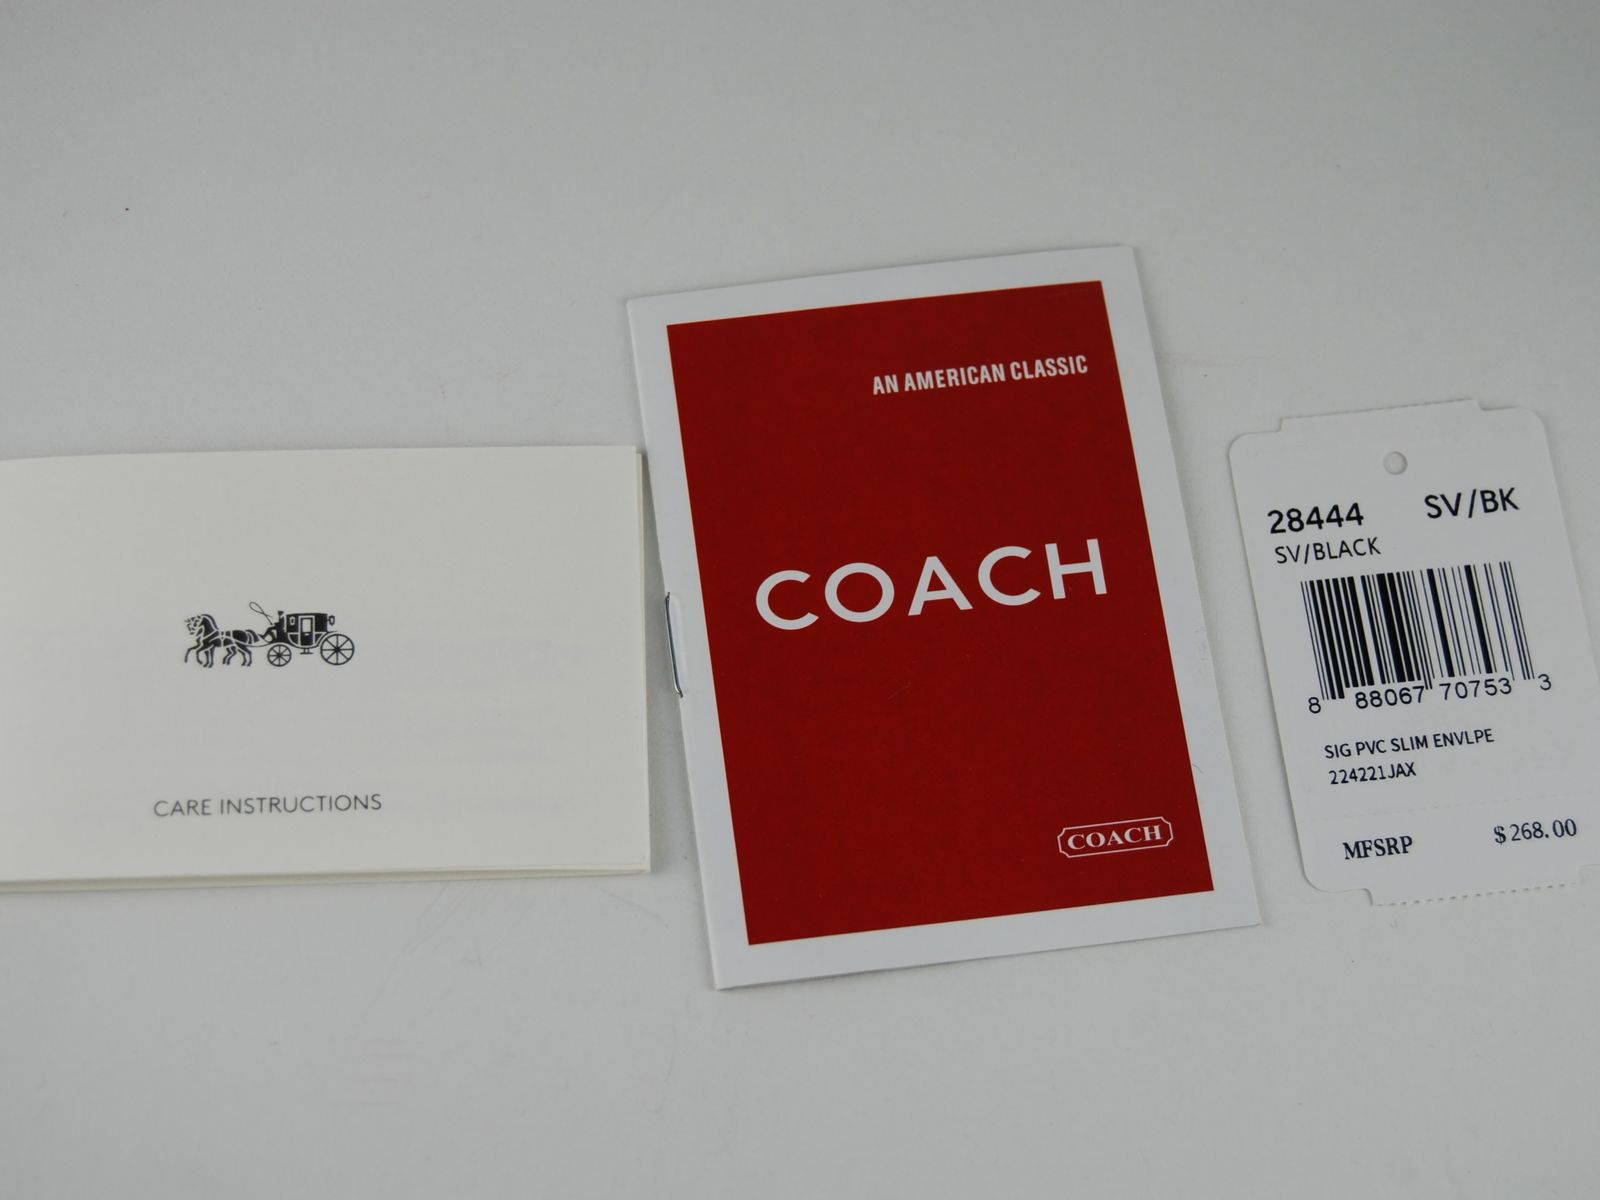 CARE INSTRUCTIONS
AN AMERICAN CLASSIC
COACH
COACH
28444 SV/BK
SV/BLACK
8 88067 70753 3
SIG PVC SLIM ENVLPE
224221JAX
MFSRP $268.00